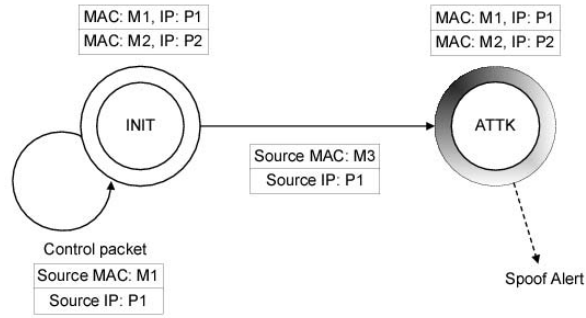 MAC: M1, IP: P1
MAC: M2, IP: P2
MAC: M1, IP: P1
MAC: M2, IP: P2
INIT
ATTK
Source MAC: M3
Source IP: P1
Control packet
Source MAC: M1
Source IP: P1
Spoof Alert